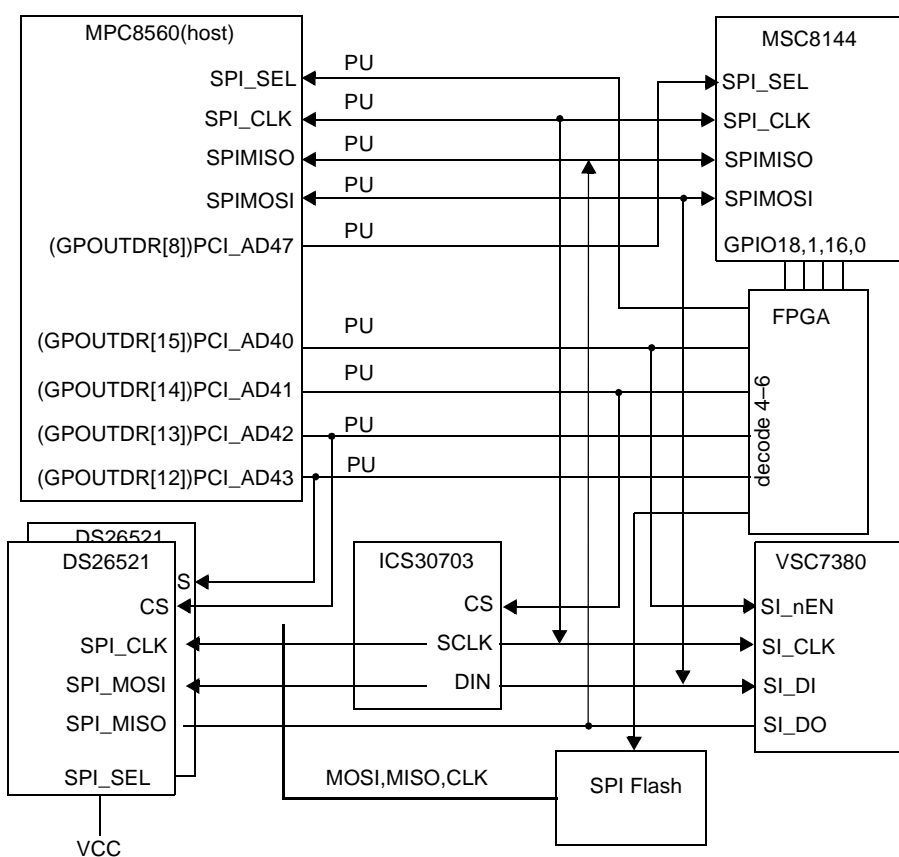 MPC8560(host)
SPI_SEL
SPI_CLK
SPIMISO
SPIMOSI
(GPOUTDR[8])PCI_AD47
(GPOUTDR[15])PCI_AD40
(GPOUTDR[14])PCI_AD41
(GPOUTDR[13])PCI_AD42
(GPOUTDR[12])PCI_AD43
PU
PU
PU
PU
PU
PU
PU
PU
PU
MSC8144
SPI_SEL
SPI_CLK
SPIMISO
SPIMOSI
GPIO18,1,16,0
FPGA
decode 4–6
DS26521
S
DS26521
CS
SPI_CLK
SPI_MOSI
SPI_MISO
SPI_SEL
VCC
ICS30703
CS
SCLK
DIN
VSC7380
SI_nEN
SI_CLK
SI_DI
SI_DO
MOSI,MISO,CLK
SPI Flash